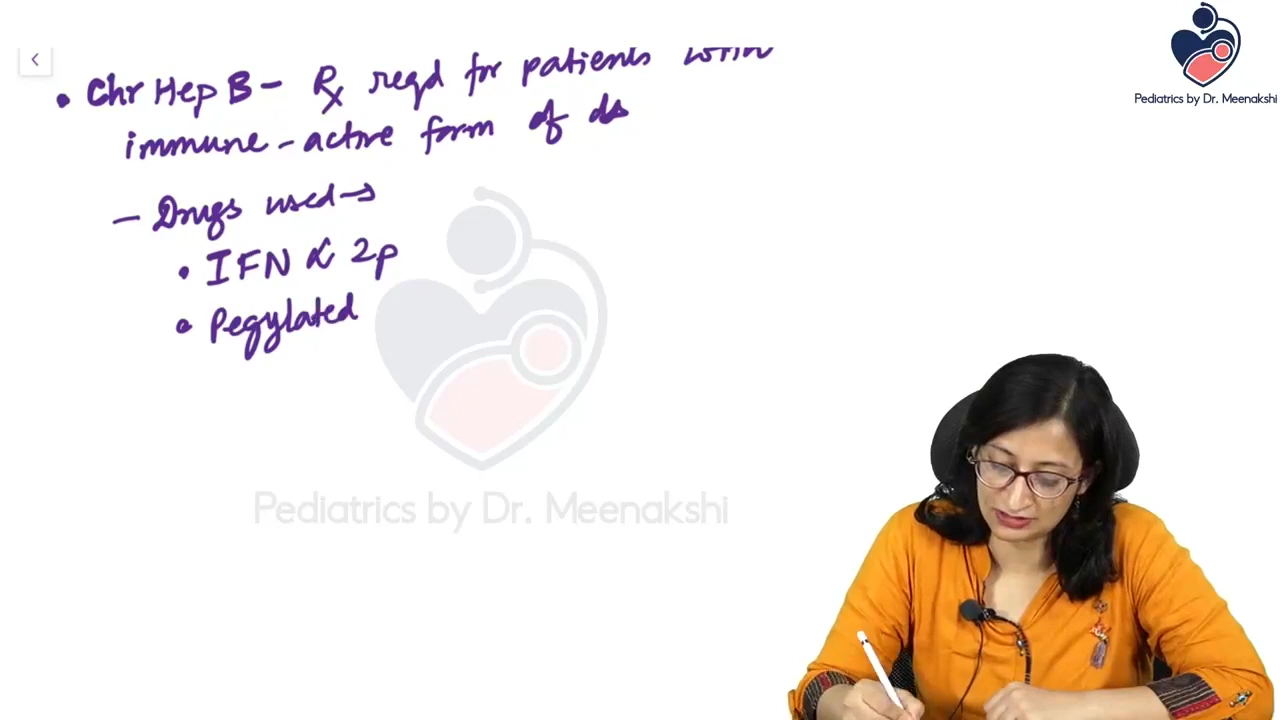 • Chr Hep B - Rx reqd for patients with
immune-active form of ds
- Drugs used →
• IFN α 2β
• Pegylated
Pediatrics by Dr. Meenakshi
Pediatrics by Dr. Meenakshi